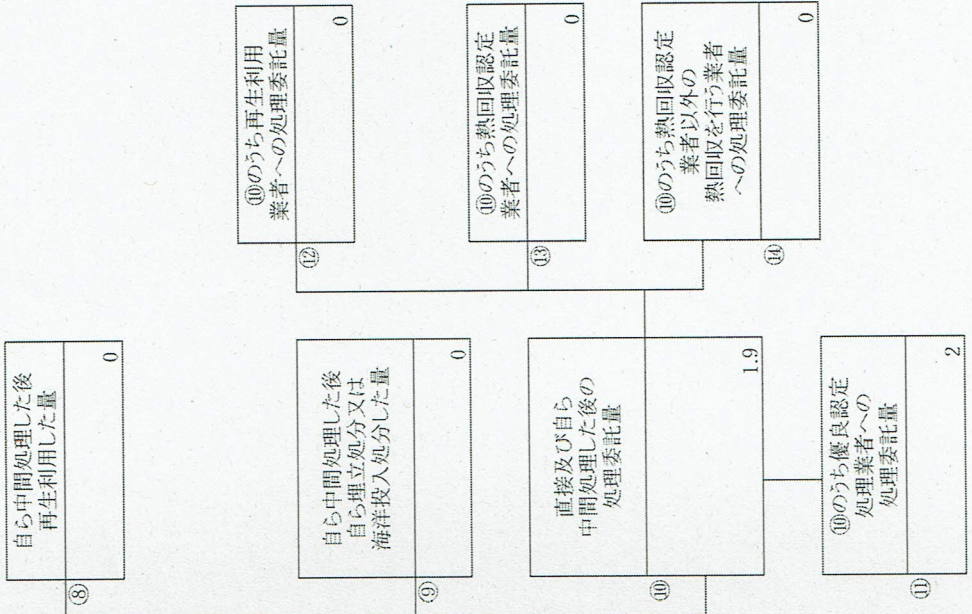 ⑧
自ら中間処理した後
再生利用した量
0
⑨
自ら中間処理した後
自ら埋立処分又は
海洋投入処分した量
0
⑩
直接及び自ら
中間処理した後の
処理委託量
1.9
⑪
⑩のうち優良認定
処理業者への
処理委託量
2
⑫
⑩のうち再生利用
業者への処理委託量
0
⑬
⑩のうち熱回収認定
業者への処理委託量
0
⑭
⑩のうち熱回収認定
業者以外の
熱回収を行う業者
への処理委託量
0